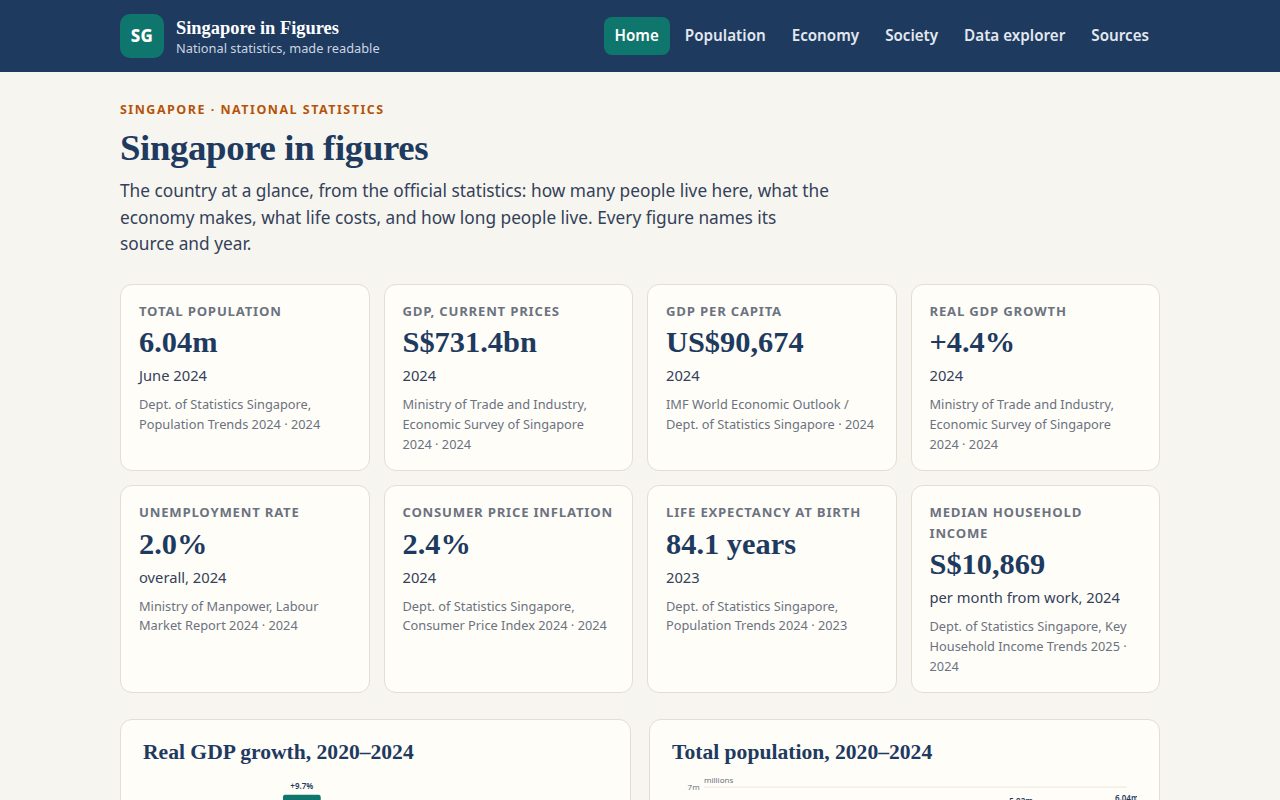 SG
Singapore in Figures
National statistics, made readable
Home
Population
Economy
Society
Data explorer
Sources
SINGAPORE · NATIONAL STATISTICS
Singapore in figures
The country at a glance, from the official statistics: how many people live here, what the
economy makes, what life costs, and how long people live. Every figure names its
source and year.
TOTAL POPULATION
6.04m
June 2024
Dept. of Statistics Singapore,
Population Trends 2024 · 2024
GDP, CURRENT PRICES
S$731.4bn
2024
Ministry of Trade and Industry,
Economic Survey of Singapore
2024 · 2024
GDP PER CAPITA
US$90,674
2024
IMF World Economic Outlook /
Dept. of Statistics Singapore · 2024
REAL GDP GROWTH
+4.4%
2024
Ministry of Trade and Industry,
Economic Survey of Singapore
2024 · 2024
UNEMPLOYMENT RATE
2.0%
overall, 2024
Ministry of Manpower, Labour
Market Report 2024 · 2024
CONSUMER PRICE INFLATION
2.4%
2024
Dept. of Statistics Singapore,
Consumer Price Index 2024 · 2024
LIFE EXPECTANCY AT BIRTH
84.1 years
2023
Dept. of Statistics Singapore,
Population Trends 2024 · 2023
MEDIAN HOUSEHOLD
INCOME
S$10,869
per month from work, 2024
Dept. of Statistics Singapore, Key
Household Income Trends 2025 ·
2024
Real GDP growth, 2020–2024
+9.7%
Total population, 2020–2024
millions
7m
6.04m